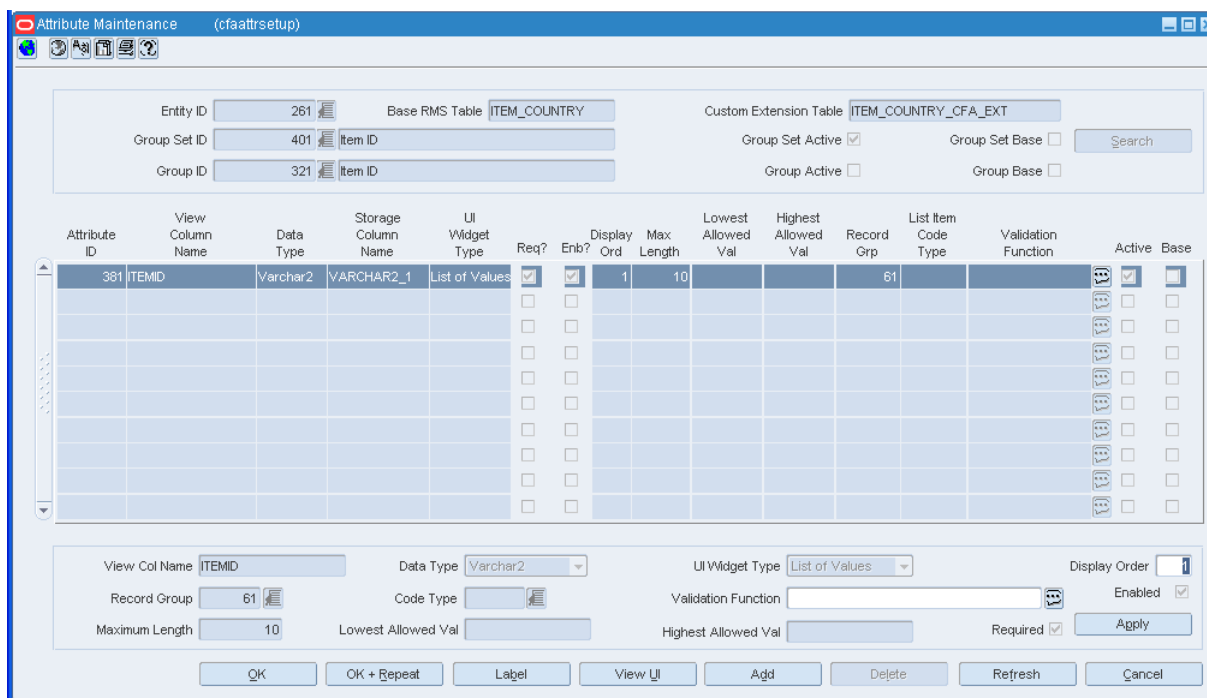 Attribute Maintenance (cfaattrsetup)
Entity ID 261 Base RMS Table ITEM_COUNTRY Custom Extension Table ITEM_COUNTRY_CFA_EXT
Group Set ID 401 Item ID Group Set Active Group Set Base Search
Group ID 321 Item ID Group Active Group Base
Attribute ID View Column Name Data Type Storage Column Name UI Widget Type Req? Enb? Display Ord Max Length Lowest Allowed Val Highest Allowed Val Record Grp List Item Code Type Validation Function Active Base
381 ITEMID Varchar2 VARCHAR2_1 List of Values 1 10 61
View Col Name ITEMID Data Type Varchar2 UI Widget Type List of Values Display Order 1
Record Group 61 Code Type Validation Function Enabled
Maximum Length 10 Lowest Allowed Val Highest Allowed Val Required Apply
OK OK + Repeat Label View UI Add Delete Refresh Cancel